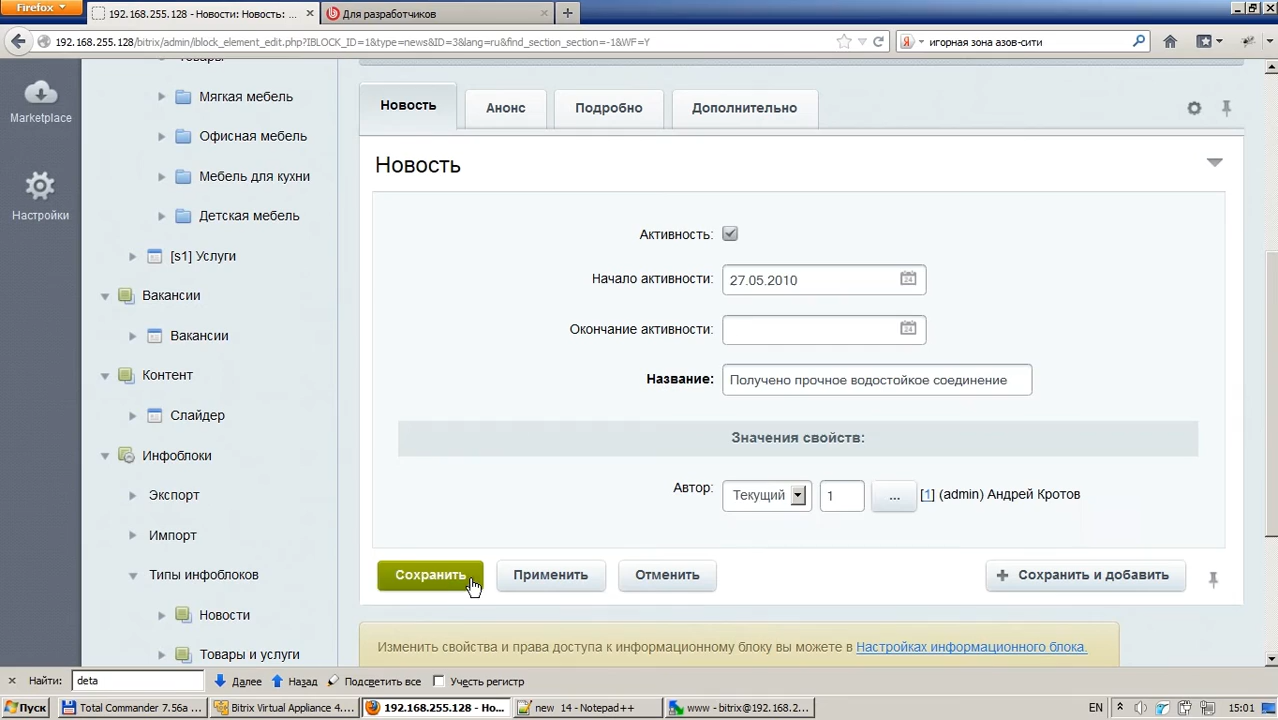 Firefox
192.168.255.128 - Новости: Новость: ...
Для разработчиков
192.168.255.128/bitrix/admin/iblock_element_edit.php?IBLOCK_ID=1&type=news&ID=3&lang=ru&find_section_section=-1&WF=Y
игорная зона азов-сити
Marketplace
Настройки
Товары
Мягкая мебель
Офисная мебель
Мебель для кухни
Детская мебель
[s1] Услуги
Вакансии
Вакансии
Контент
Слайдер
Инфоблоки
Экспорт
Импорт
Типы инфоблоков
Новости
Товары и услуги
Новость
Анонс
Подробно
Дополнительно
Новость
Активность:
Начало активности: 27.05.2010
Окончание активности:
Название: Получено прочное водостойкое соединение
Значения свойств:
Автор: Текущий 1 ... [1] (admin) Андрей Кротов
Сохранить
Применить
Отменить
+ Сохранить и добавить
Изменить свойства и права доступа к информационному блоку вы можете в Настройках информационного блока.
Найти: deta Далее Назад Подсветить все Учесть регистр
Пуск
Total Commander 7.56a ...
Bitrix Virtual Appliance 4....
192.168.255.128 - Но...
new 14 - Notepad++
www - bitrix@192.168.2...
EN
15:01